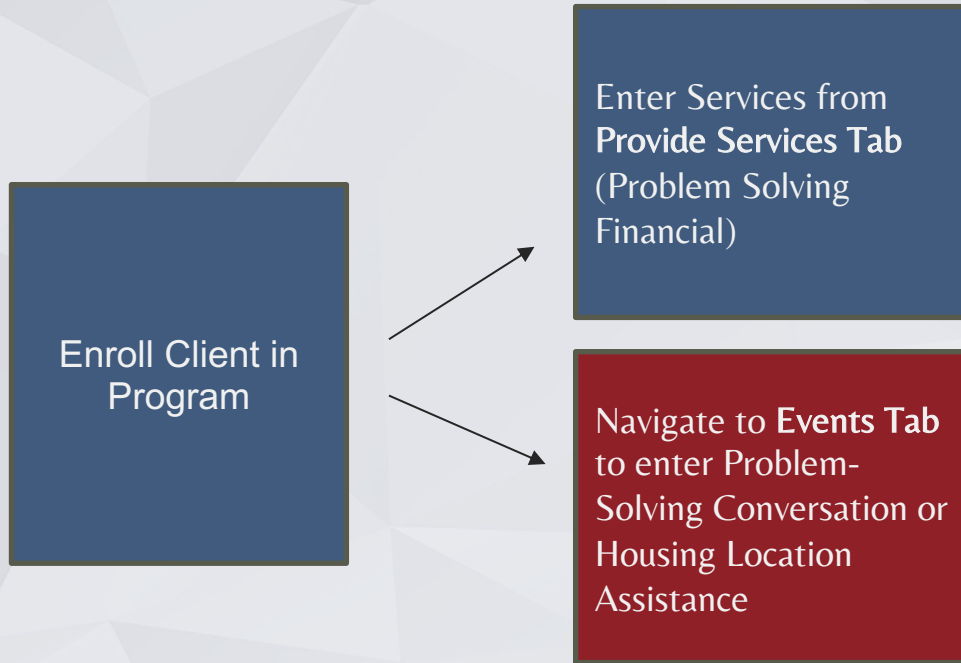 Enroll Client in
Program
Enter Services from
Provide Services Tab
(Problem Solving
Financial)
Navigate to Events Tab
to enter Problem-
Solving Conversation or
Housing Location
Assistance